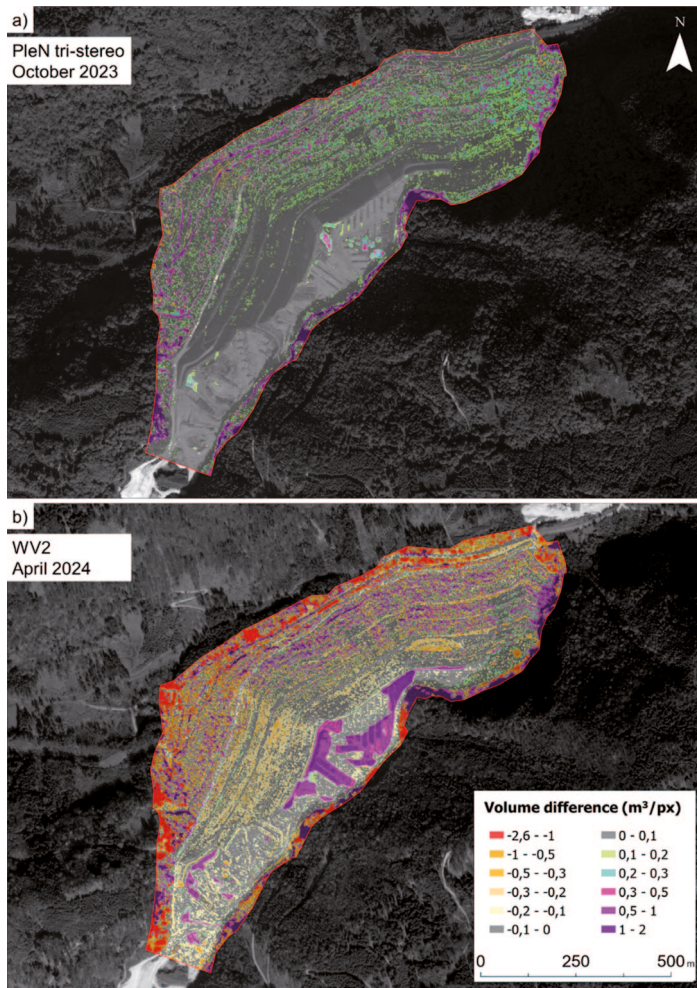 a)
PleN tri-stereo
October 2023
N
b)
WV2
April 2024
Volume difference (m³/px)
-2,6 - -1
-1 - -0,5
-0,5 - -0,3
-0,3 - -0,2
-0,2 - -0,1
-0,1 - 0
0 - 0,1
0,1 - 0,2
0,2 - 0,3
0,3 - 0,5
0,5 - 1
1 - 2
0 250 500 m